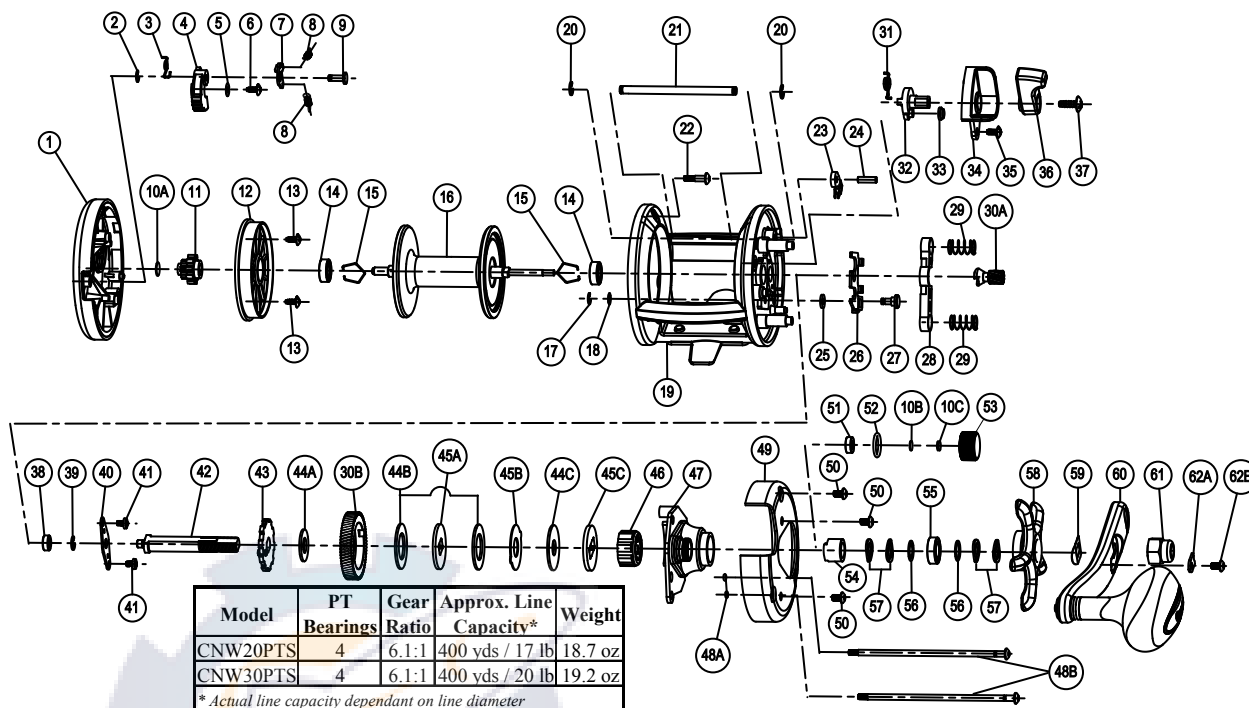 2 3 4 5 6 7 8 9 20 21 20 31
8
1 10A 11 12 13 14 15 16 15 14 22 23 24 32 33 34 35 36 37
29 30A
13 17 18 19 25 26 27 28 29
51 52 10B 10C 53
38 39 40 41 42 43 44A 30B 44B 45A 45B 44C 45C 46 47 49 50 50 55 58 59 60 61 62A 62B
54 57 56 56 57
41 48A 50 48B
Model PT Bearings Gear Ratio Approx. Line Capacity* Weight
CNW20PTS 4 6.1:1 400 yds / 17 lb 18.7 oz
CNW30PTS 4 6.1:1 400 yds / 20 lb 19.2 oz
* Actual line capacity dependant on line diameter